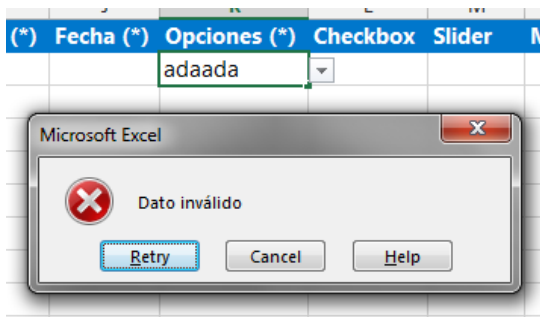 (*) Fecha (*) Opciones (*) Checkbox Slider
adaada
Microsoft Excel
Dato inválido
Retry Cancel Help